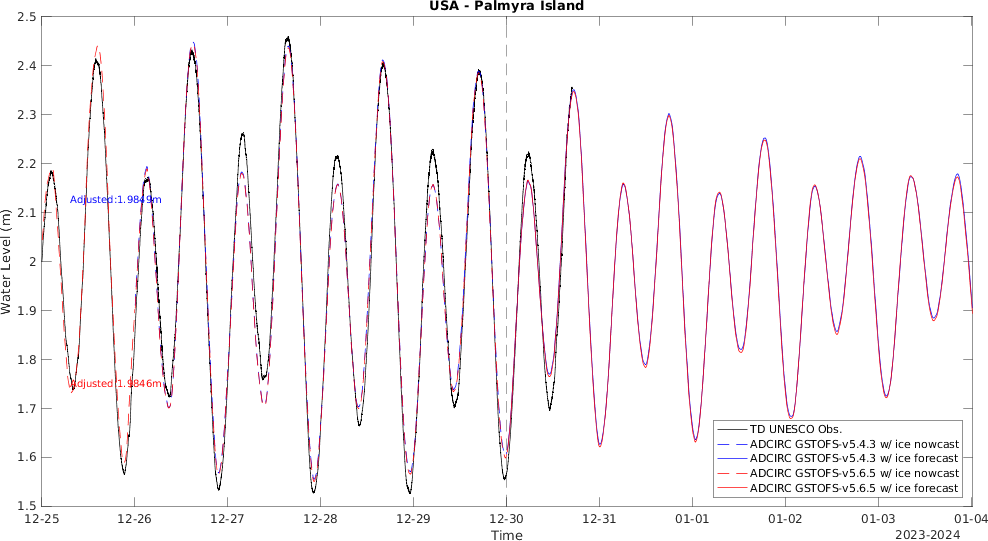 USA - Palmyra Island
2.5
2.4
2.3
2.2
2.1
2
1.9
1.8
1.7
1.6
1.5
Water Level (m)
Adjusted:1.9849m
Adjusted:1.9846m
TD UNESCO Obs.
ADCIRC GSTOFS-v5.4.3 w/ ice nowcast
ADCIRC GSTOFS-v5.4.3 w/ ice forecast
ADCIRC GSTOFS-v5.6.5 w/ ice nowcast
ADCIRC GSTOFS-v5.6.5 w/ ice forecast
12-25 12-26 12-27 12-28 12-29 12-30 12-31 01-01 01-02 01-03 01-04
Time
2023-2024